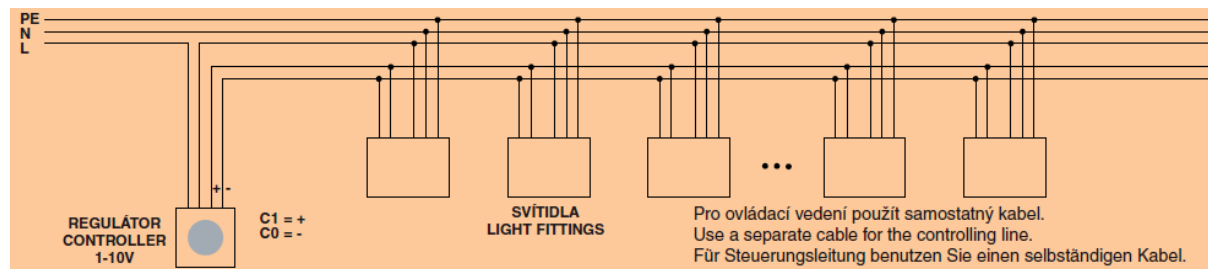 PE
N
L
+ -
REGULÁTOR
CONTROLLER
1-10V
C1 = +
C0 = -
SVÍTIDLA
LIGHT FITTINGS
Pro ovládací vedení použít samostatný kabel.
Use a separate cable for the controlling line.
Für Steuerungsleitung benutzen Sie einen selbständigen Kabel.